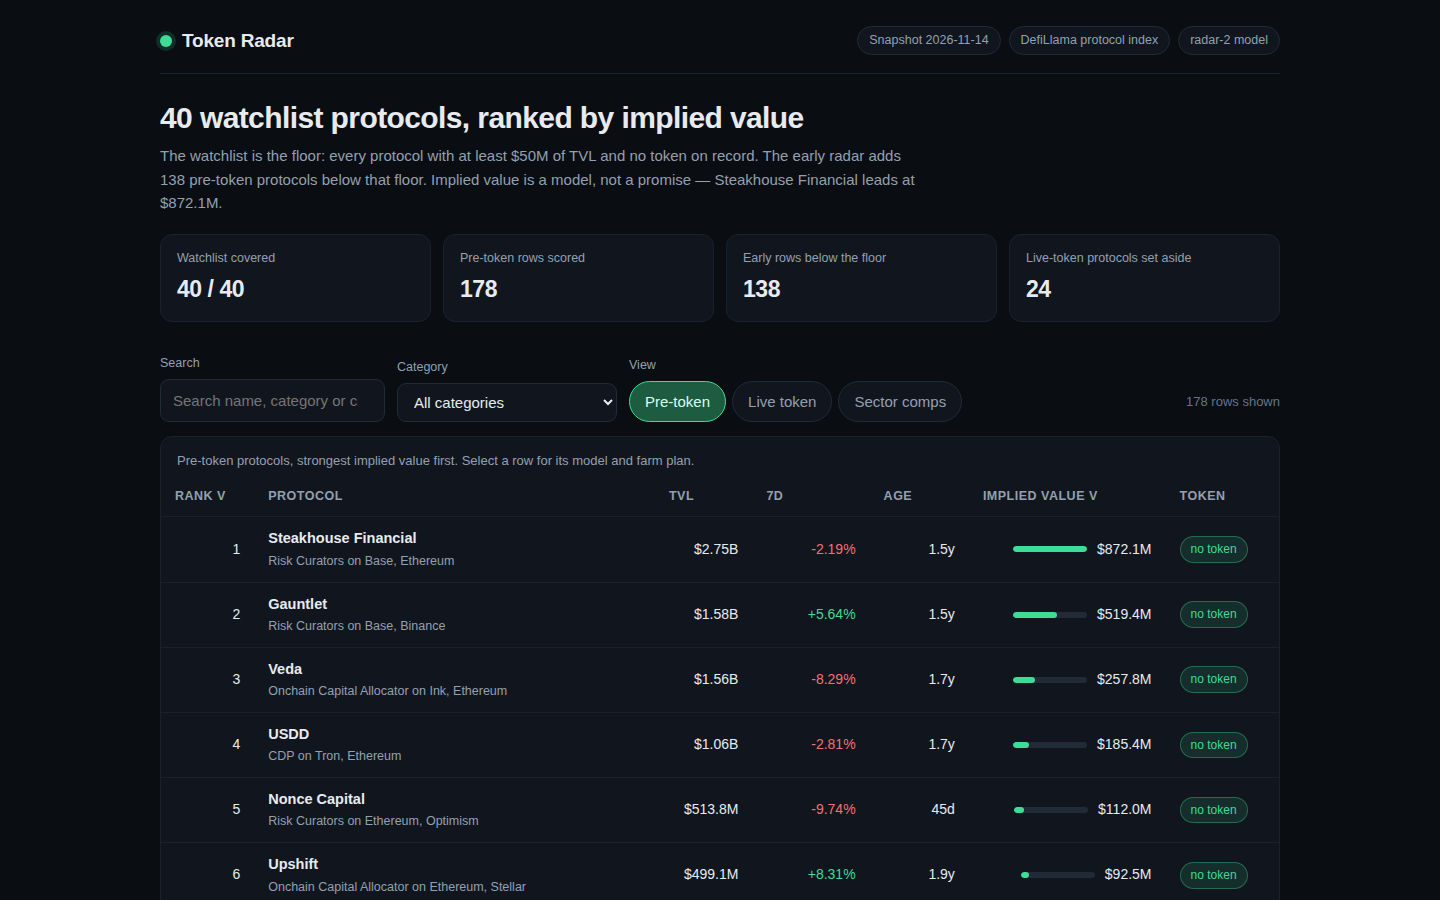 Token Radar
Snapshot 2026-11-14
DefiLlama protocol index
radar-2 model
40 watchlist protocols, ranked by implied value
The watchlist is the floor: every protocol with at least $50M of TVL and no token on record. The early radar adds
138 pre-token protocols below that floor. Implied value is a model, not a promise — Steakhouse Financial leads at
$872.1M.
Watchlist covered
40 / 40
Pre-token rows scored
178
Early rows below the floor
138
Live-token protocols set aside
24
Search
Search name, category or c
Category
All categories
View
Pre-token
Live token
Sector comps
178 rows shown
Pre-token protocols, strongest implied value first. Select a row for its model and farm plan.
RANK V PROTOCOL TVL 7D AGE IMPLIED VALUE V TOKEN
1 Steakhouse Financial $2.75B -2.19% 1.5y $872.1M no token
Risk Curators on Base, Ethereum
2 Gauntlet $1.58B +5.64% 1.5y $519.4M no token
Risk Curators on Base, Binance
3 Veda $1.56B -8.29% 1.7y $257.8M no token
Onchain Capital Allocator on Ink, Ethereum
4 USDD $1.06B -2.81% 1.7y $185.4M no token
CDP on Tron, Ethereum
5 Nonce Capital $513.8M -9.74% 45d $112.0M no token
Risk Curators on Ethereum, Optimism
6 Upshift $499.1M +8.31% 1.9y $92.5M no token
Onchain Capital Allocator on Ethereum, Stellar